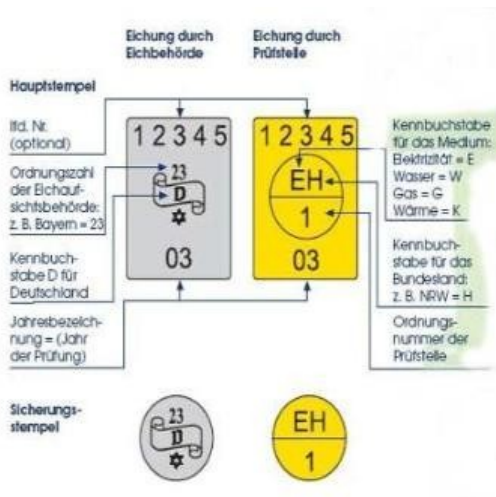 Eichung durch
Eichbehörde
Eichung durch
Prüfstelle
Hauptstempel
lfd. Nr.
(optional)
Ordnungszahl
der Eichauf-
sichtsbehörde:
z. B. Bayern = 23
Kennbuch-
stabe D für
Deutschland
Jahresbezeich-
nung = (Jahr
der Prüfung)
1 2 3 4 5
23
D
03
1 2 3 4 5
EH
1
03
Kennbuchstabe
für das Medium:
Elektrizität = E
Wasser = W
Gas = G
Wärme = K
Kennbuch-
stabe für das
Bundesland:
z. B. NRW = H
Ordnungs-
nummer der
Prüfstelle
Sicherungs-
stempel
23
D
EH
1